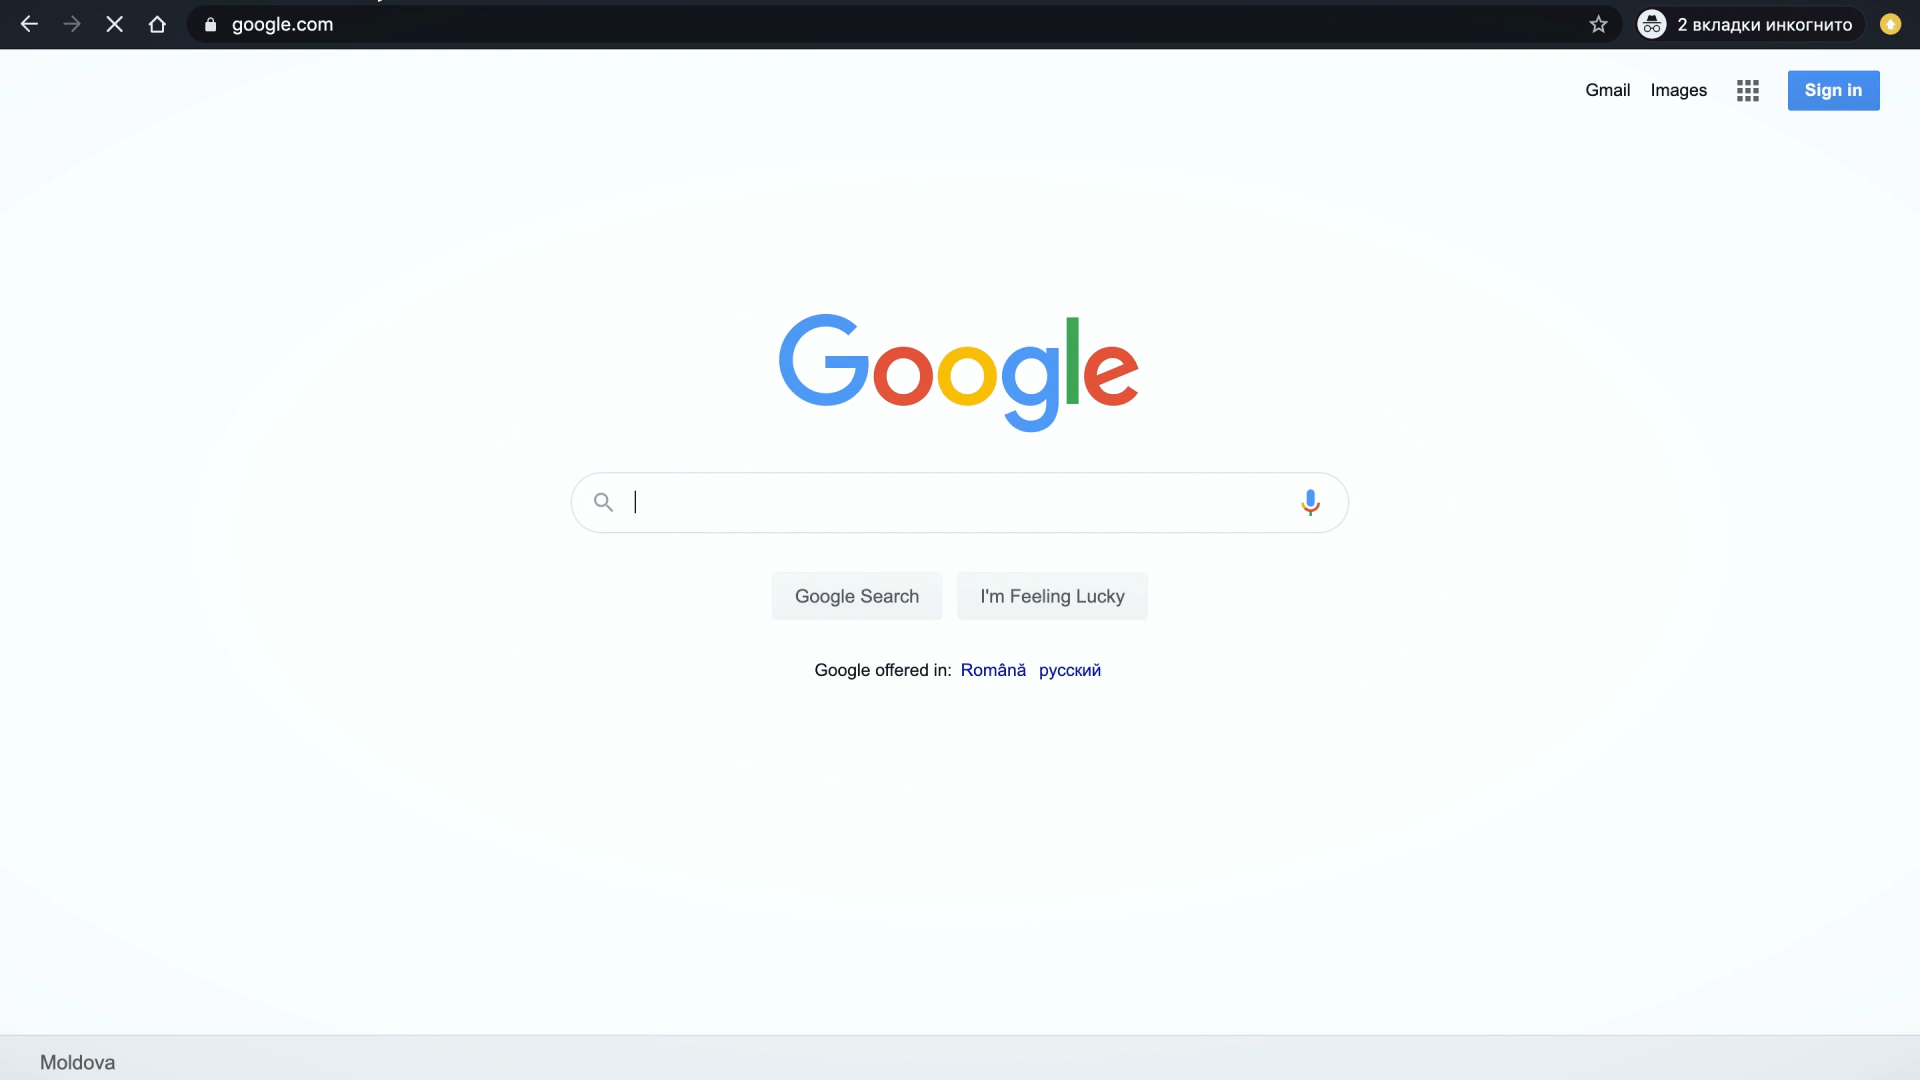 google.com
2 вкладки инкогнито
Gmail Images Sign in
Google
Google Search I'm Feeling Lucky
Google offered in: Română русский
Moldova